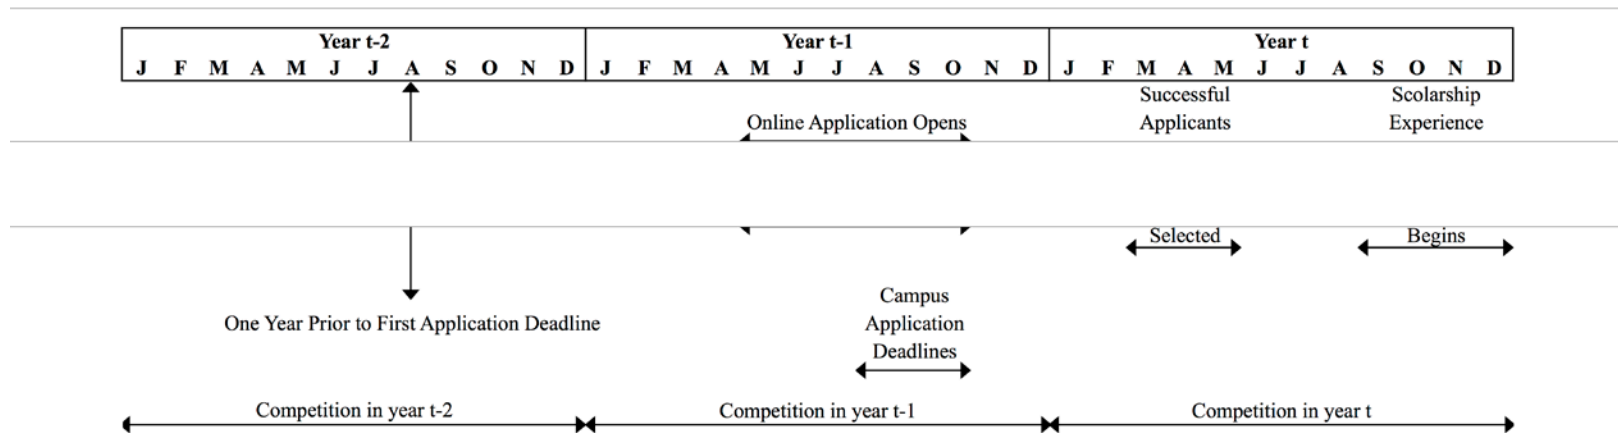 Year t-2 Year t-1 Year t
J F M A M J J A S O N D J F M A M J J A S O N D J F M A M J J A S O N D
Successful Scolarship
Online Application Opens Applicants Experience
Selected Begins
Campus
One Year Prior to First Application Deadline Application
Deadlines
Competition in year t-2 Competition in year t-1 Competition in year t